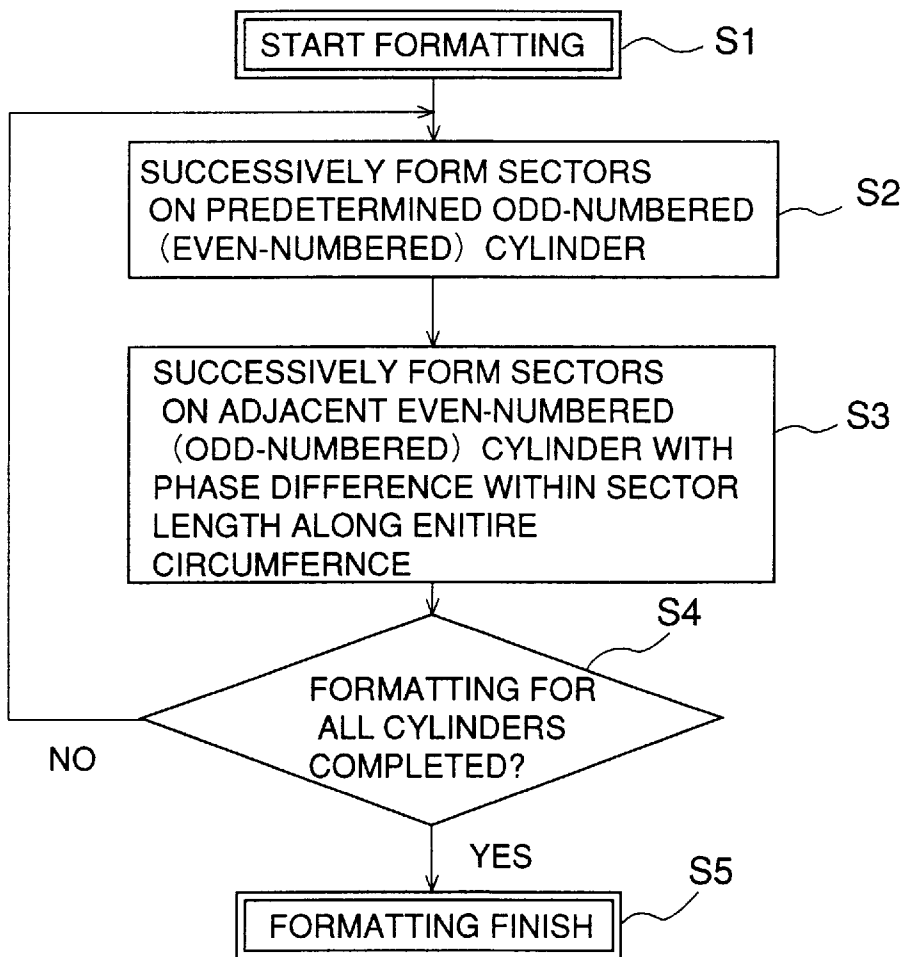 START FORMATTING
S1
SUCCESSIVELY FORM SECTORS
ON PREDETERMINED ODD-NUMBERED
(EVEN-NUMBERED) CYLINDER
S2
SUCCESSIVELY FORM SECTORS
ON ADJACENT EVEN-NUMBERED
(ODD-NUMBERED) CYLINDER WITH
PHASE DIFFERENCE WITHIN SECTOR
LENGTH ALONG ENITIRE
CIRCUMFERNCE
S3
S4
FORMATTING FOR
ALL CYLINDERS
COMPLETED?
NO
YES
S5
FORMATTING FINISH